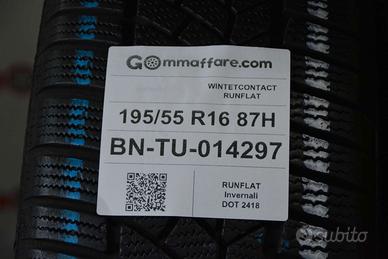 GOmmaffare.com
WINTETCONTACT
RUNFLAT
195/55 R16 87H
BN-TU-014297
RUNFLAT
Invernali
DOT 2418
subito